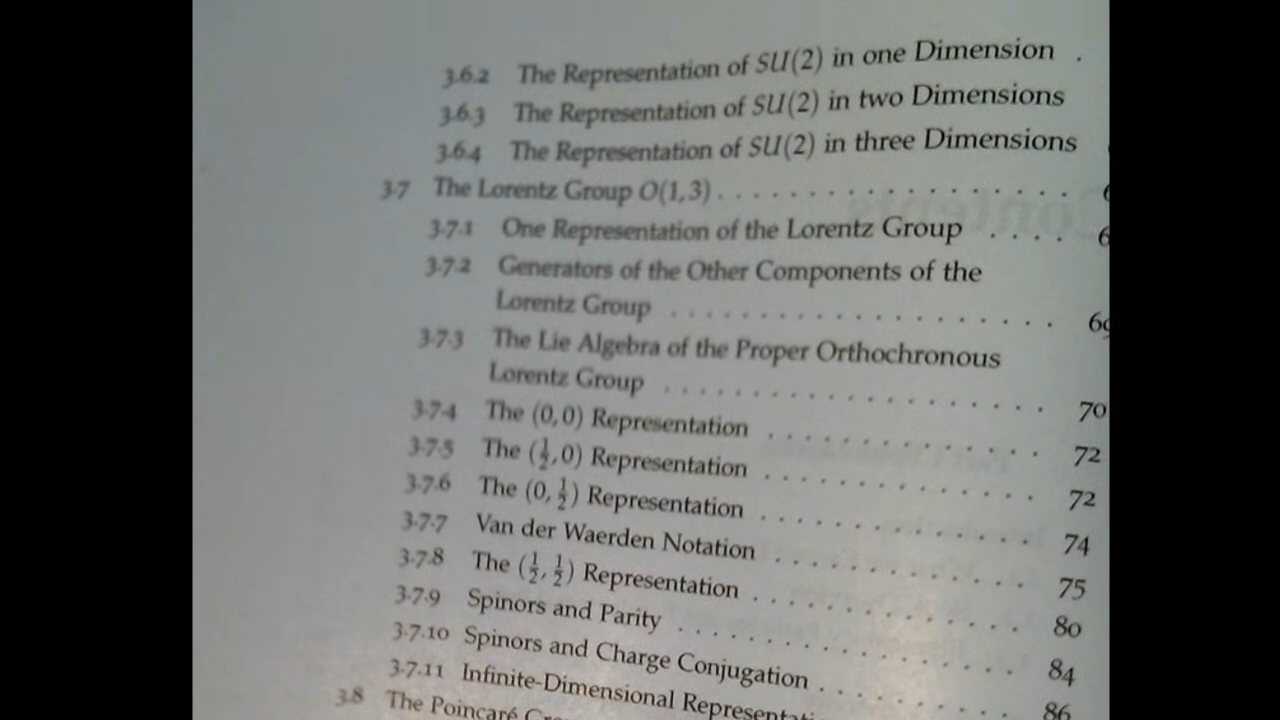 3.6.2 The Representation of SU(2) in one Dimension .
3.6.3 The Representation of SU(2) in two Dimensions
3.6.4 The Representation of SU(2) in three Dimensions
3.7 The Lorentz Group O(1,3) . . . . . . . . . . . . . . . . . 6
3.7.1 One Representation of the Lorentz Group . . . . 6
3.7.2 Generators of the Other Components of the
Lorentz Group . . . . . . . . . . . . . . . . . . . . 69
3.7.3 The Lie Algebra of the Proper Orthochronous
Lorentz Group . . . . . . . . . . . . . . . . . . . . 70
3.7.4 The (0,0) Representation . . . . . . . . . . . . . . 72
3.7.5 The (½,0) Representation . . . . . . . . . . . . . . 72
3.7.6 The (0,½) Representation . . . . . . . . . . . . . . 74
3.7.7 Van der Waerden Notation . . . . . . . . . . . . . 75
3.7.8 The (½,½) Representation . . . . . . . . . . . . . . 80
3.7.9 Spinors and Parity . . . . . . . . . . . . . . . . . . 84
3.7.10 Spinors and Charge Conjugation . . . . . . . . . . 86
3.7.11 Infinite-Dimensional
3.8 The Poincaré